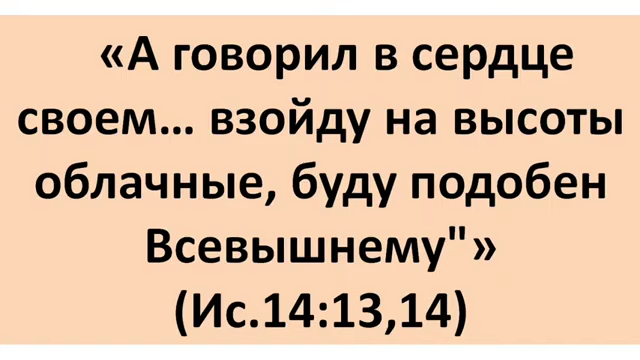 «А говорил в сердце
своем... взойду на высоты
облачные, буду подобен
Всевышнему"»
(Ис.14:13,14)